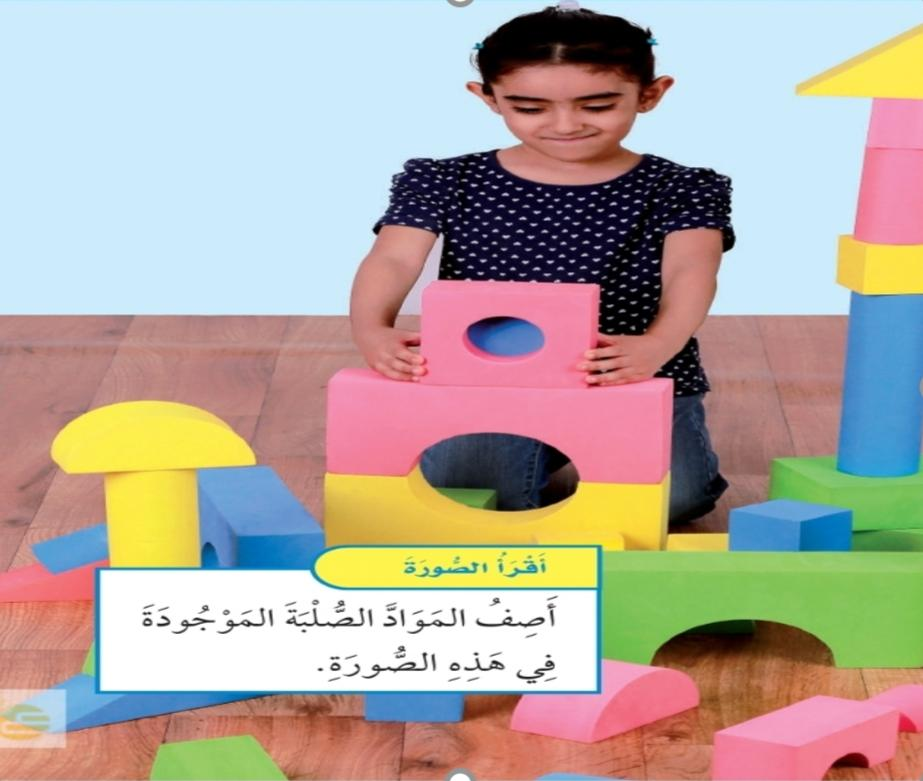 أَقْرَأُ الصُّورَةَ
أَصِفُ المَوَادَّ الصُّلْبَةَ المَوْجُودَةَ
فِي هَذِهِ الصُّورَةِ.